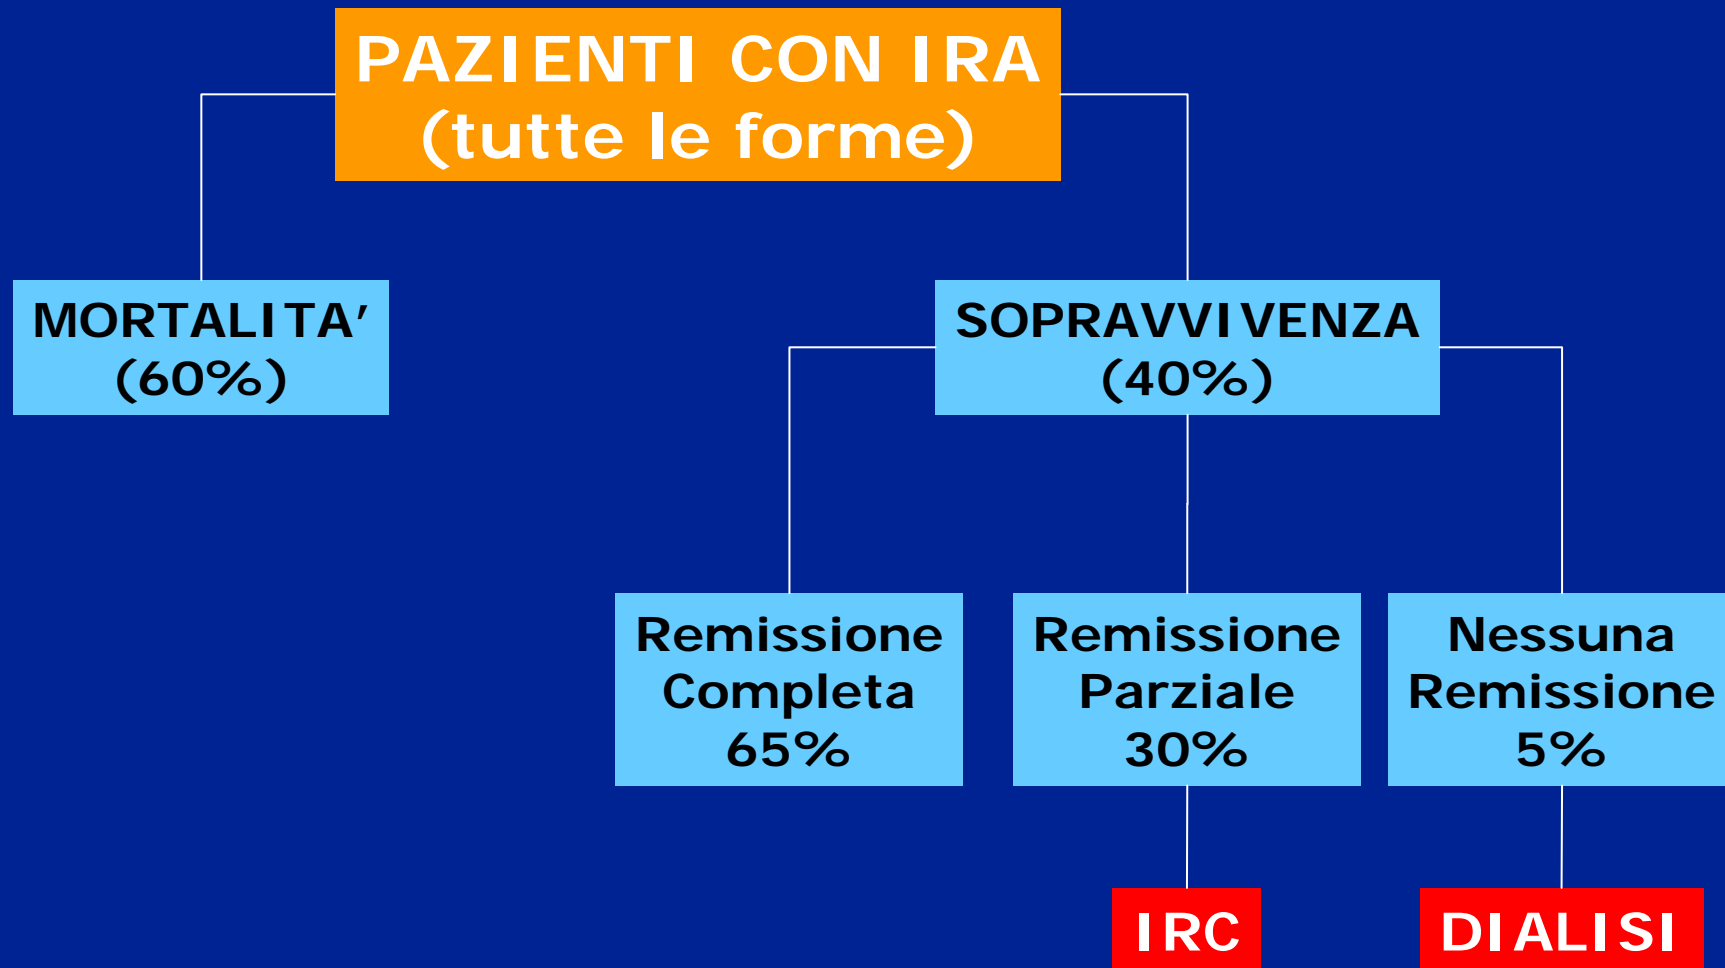 PAZIENTI CON IRA
(tutte le forme)
MORTALITA’
(60%)
SOPRAVVIVENZA
(40%)
Remissione
Completa
65%
Remissione
Parziale
30%
Nessuna
Remissione
5%
IRC
DIALISI